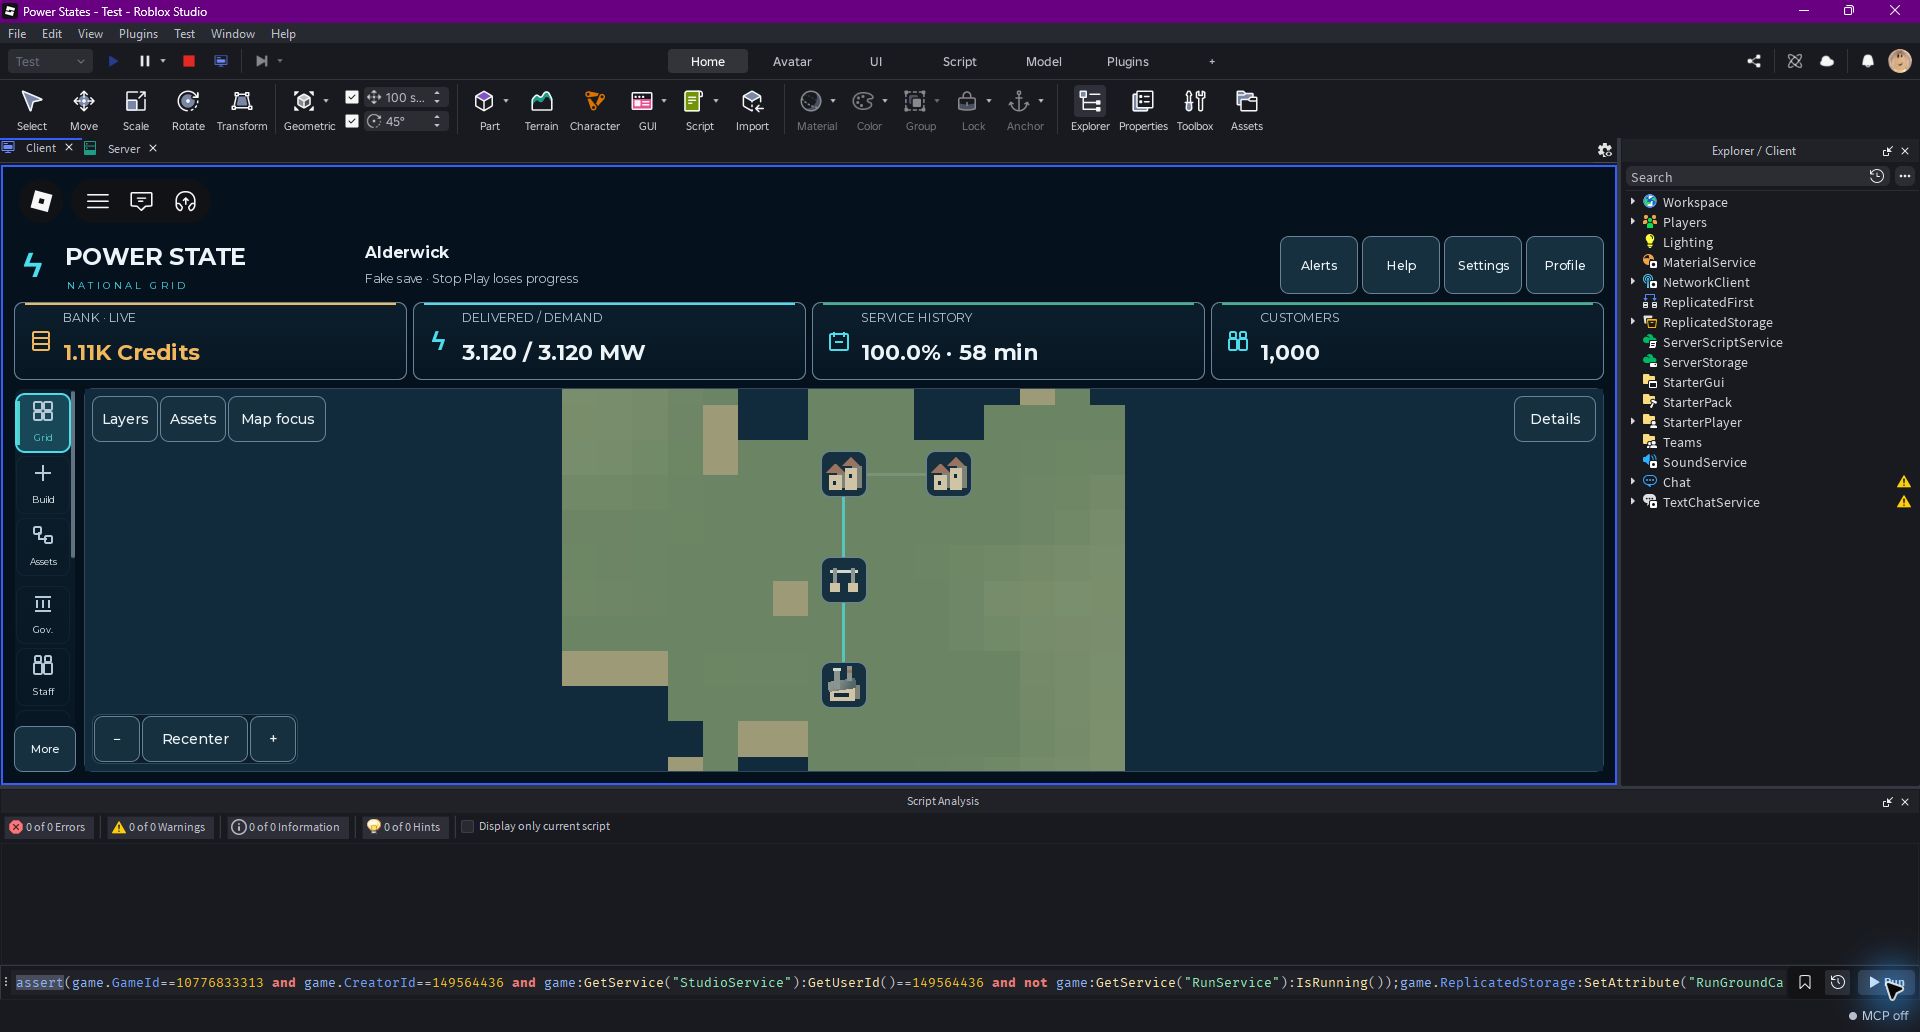 Power States - Test - Roblox Studio
File Edit View Plugins Test Window Help
Test
Home Avatar UI Script Model Plugins +
100 s...
45°
Select Move Scale Rotate Transform Geometric Part Terrain Character GUI Script Import Material Color Group Lock Anchor Explorer Properties Toolbox Assets
Client Server
Explorer / Client
Search
Workspace
Players
Lighting
MaterialService
NetworkClient
ReplicatedFirst
ReplicatedStorage
ServerScriptService
ServerStorage
StarterGui
StarterPack
StarterPlayer
Teams
SoundService
Chat
TextChatService
POWER STATE
NATIONAL GRID
Alderwick
Fake save · Stop Play loses progress
Alerts Help Settings Profile
BANK · LIVE
1.11K Credits
DELIVERED / DEMAND
3.120 / 3.120 MW
SERVICE HISTORY
100.0% · 58 min
CUSTOMERS
1,000
Grid
Build
Assets
Gov.
Staff
More
Layers Assets Map focus
Details
− Recenter +
Script Analysis
0 of 0 Errors 0 of 0 Warnings 0 of 0 Information 0 of 0 Hints Display only current script
assert(game.GameId==10776833313 and game.CreatorId==149564436 and game:GetService("StudioService"):GetUserId()==149564436 and not game:GetService("RunService"):IsRunning());game.ReplicatedStorage:SetAttribute("RunGroundCa
Run
MCP off